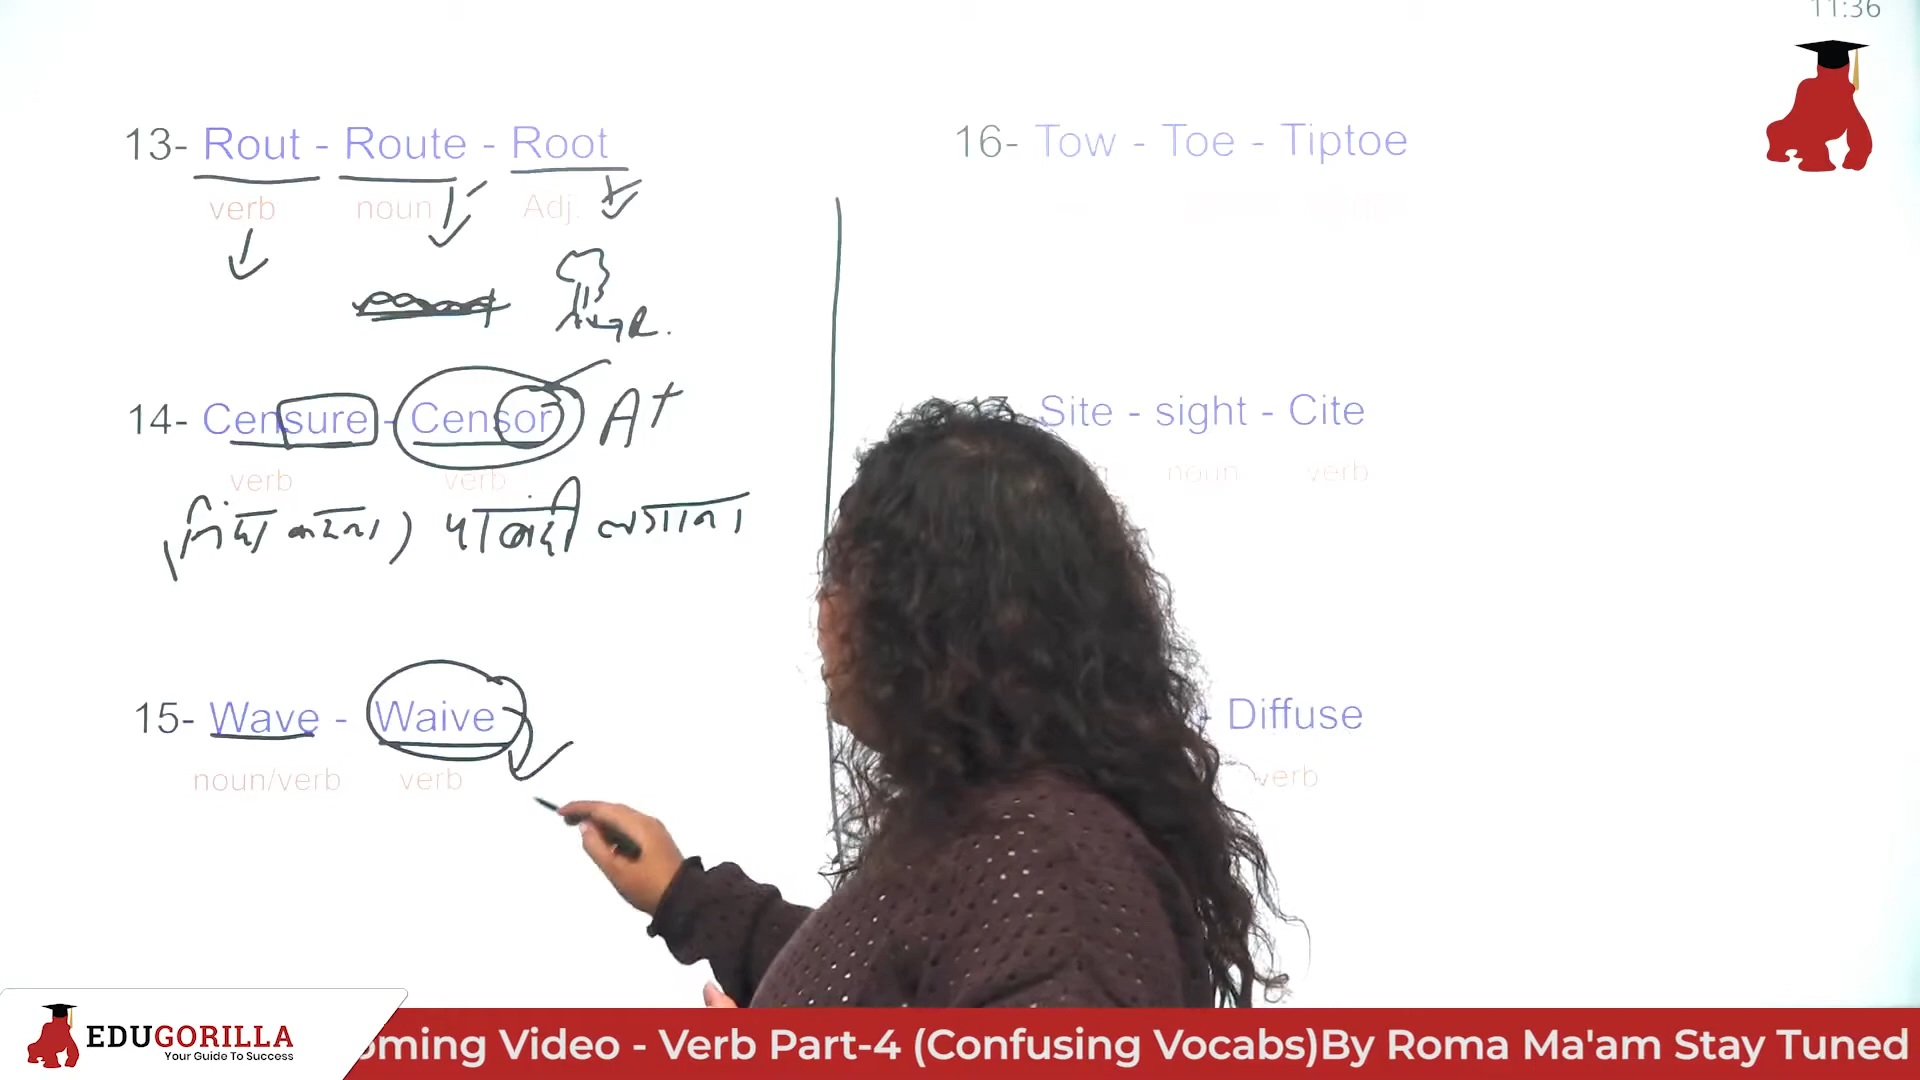 11:36
13- Rout - Route - Root
verb noun Adj.
14- Censure - Censor A+
verb verb
निंदा करना) पाबंदी लगाना
15- Wave - Waive
noun/verb verb
16- Tow - Toe - Tiptoe
Site - sight - Cite
noun verb
- Diffuse
verb
EDUGORILLA
Your Guide To Success
oming Video - Verb Part-4 (Confusing Vocabs)By Roma Ma'am Stay Tuned